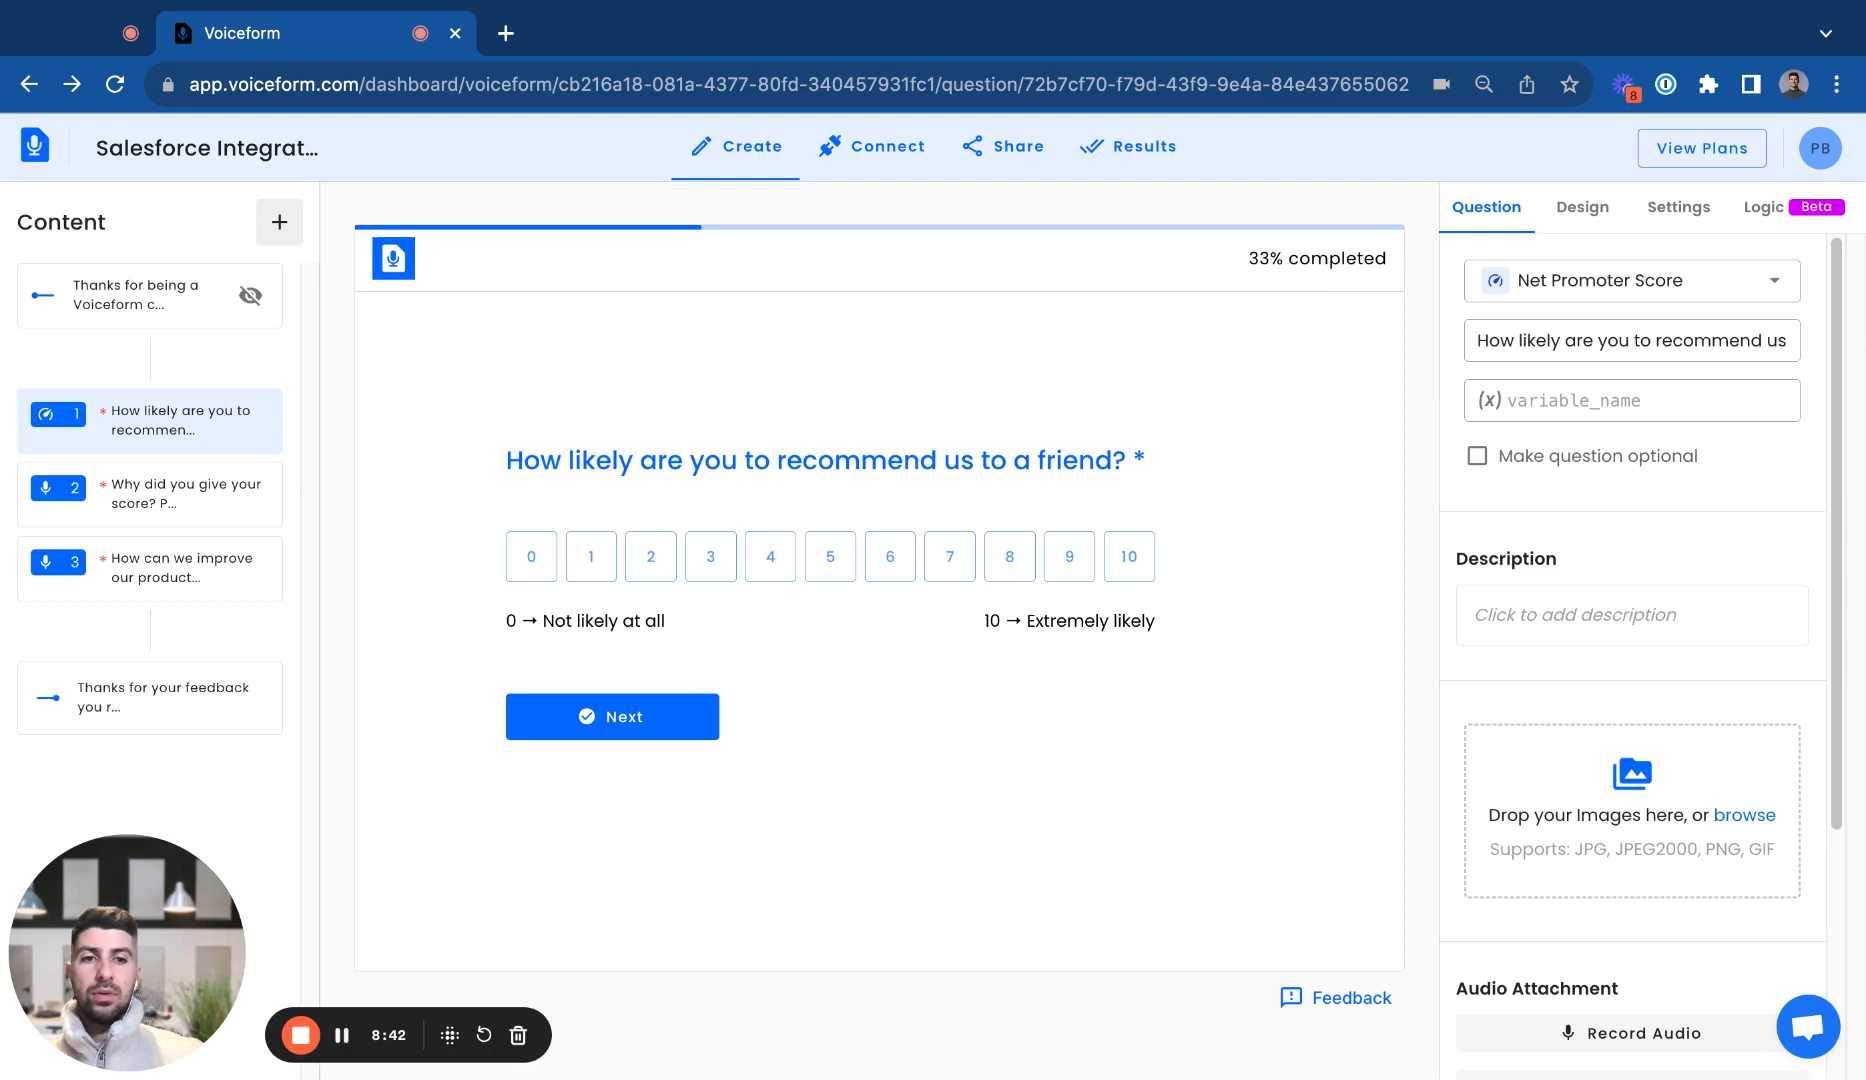 Voiceform
app.voiceform.com/dashboard/voiceform/cb216a18-081a-4377-80fd-340457931fc1/question/72b7cf70-f79d-43f9-9e4a-84e437655062
8
Salesforce Integrat...
Create
Connect
Share
Results
View Plans
PB
Content
Thanks for being a
Voiceform c...
1
* How likely are you to
recommen...
2
* Why did you give your
score? P...
3
* How can we improve
our product...
Thanks for your feedback
you r...
33% completed
How likely are you to recommend us to a friend? *
0 1 2 3 4 5 6 7 8 9 10
0 → Not likely at all
10 → Extremely likely
Next
Feedback
8:42
Question
Design
Settings
Logic Beta
Net Promoter Score
How likely are you to recommend us
(x) variable_name
Make question optional
Description
Click to add description
Drop your Images here, or browse
Supports: JPG, JPEG2000, PNG, GIF
Audio Attachment
Record Audio